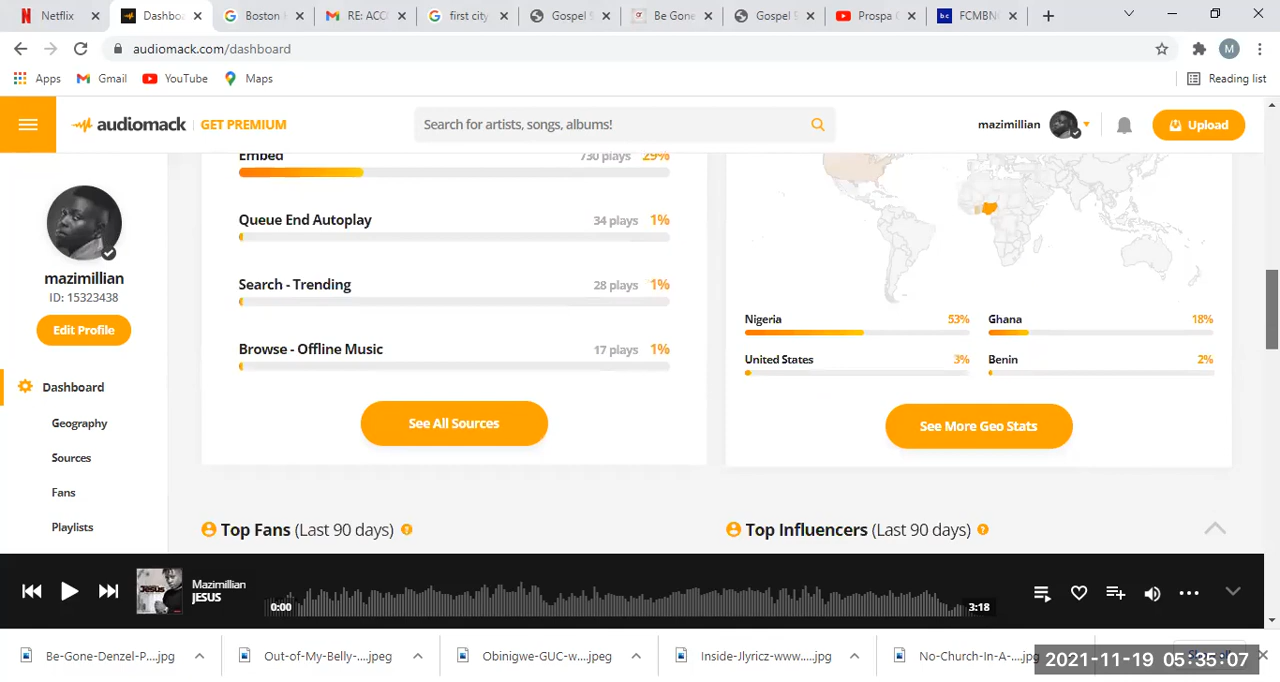 Netflix
Dashbo
Boston H
RE: ACCO
first city
Gospel S
Be Gone
Gospel S
Prospa O
FCMBNG
audiomack.com/dashboard
M
Apps
Gmail
YouTube
Maps
Reading list
audiomack
GET PREMIUM
Search for artists, songs, albums!
mazimillian
Upload
mazimillian
ID: 15323438
Edit Profile
Dashboard
Geography
Sources
Fans
Playlists
Embed 730 plays 29%
Queue End Autoplay 34 plays 1%
Search - Trending 28 plays 1%
Browse - Offline Music 17 plays 1%
See All Sources
Nigeria 53%
Ghana 18%
United States 3%
Benin 2%
See More Geo Stats
Top Fans (Last 90 days) ?
Top Influencers (Last 90 days) ?
Mazimillian
JESUS
0:00
3:18
Be-Gone-Denzel-P....jpg
Out-of-My-Belly-....jpeg
Obinigwe-GUC-w....jpeg
Inside-Jlyricz-www....jpg
No-Church-In-A-....jpg
2021-11-19 05:35:07